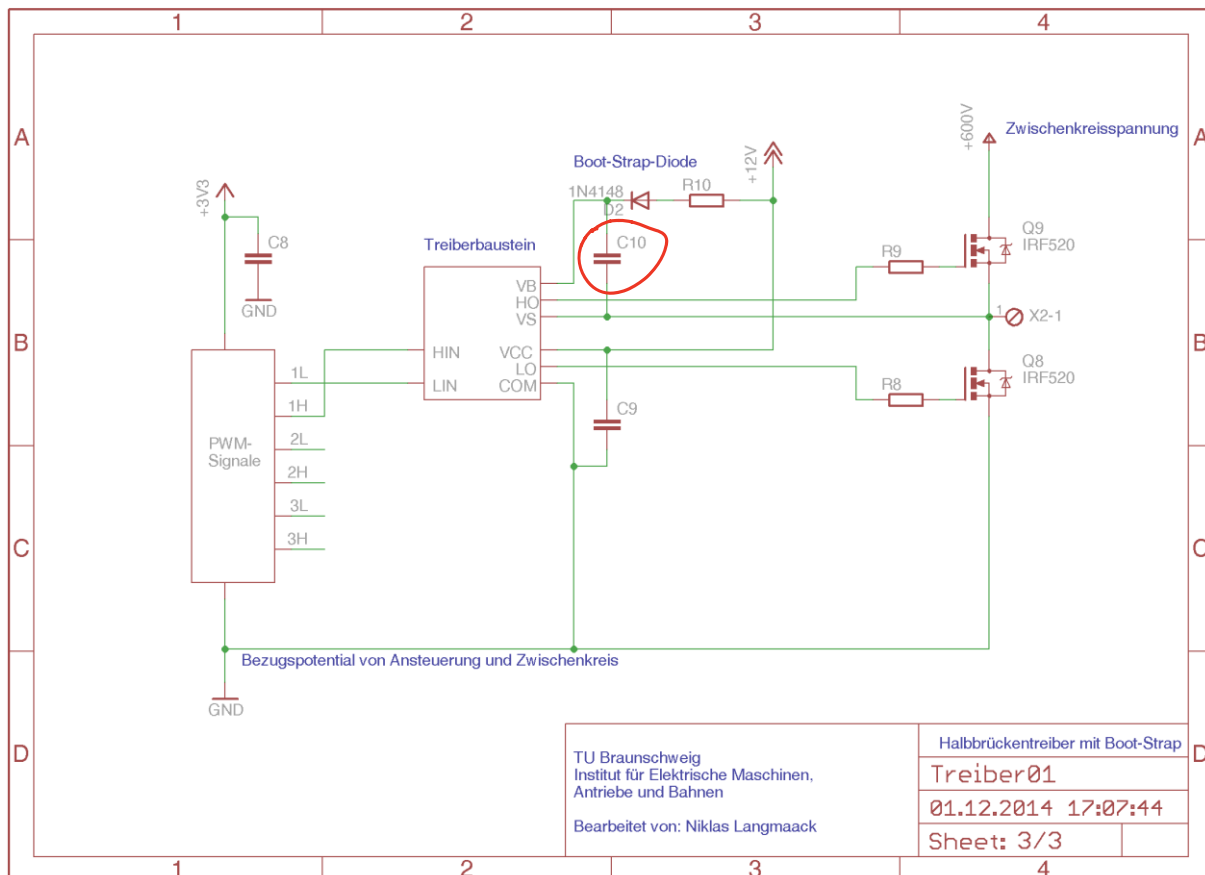 1 2 3 4
A A
+600V
Zwischenkreisspannung
+12V
Boot-Strap-Diode
+3V3
1N4148
D2
R10
C8
GND
Treiberbaustein
C10
R9
Q9
IRF520
VB
HO
VS
1
X2-1
B B
HIN
LIN
VCC
LO
COM
R8
Q8
IRF520
C9
PWM-
Signale
1L
1H
2L
2H
3L
3H
C C
Bezugspotential von Ansteuerung und Zwischenkreis
GND
D D
TU Braunschweig
Institut für Elektrische Maschinen,
Antriebe und Bahnen
Bearbeitet von: Niklas Langmaack
Halbbrückentreiber mit Boot-Strap
Treiber01
01.12.2014 17:07:44
Sheet: 3/3
1 2 3 4